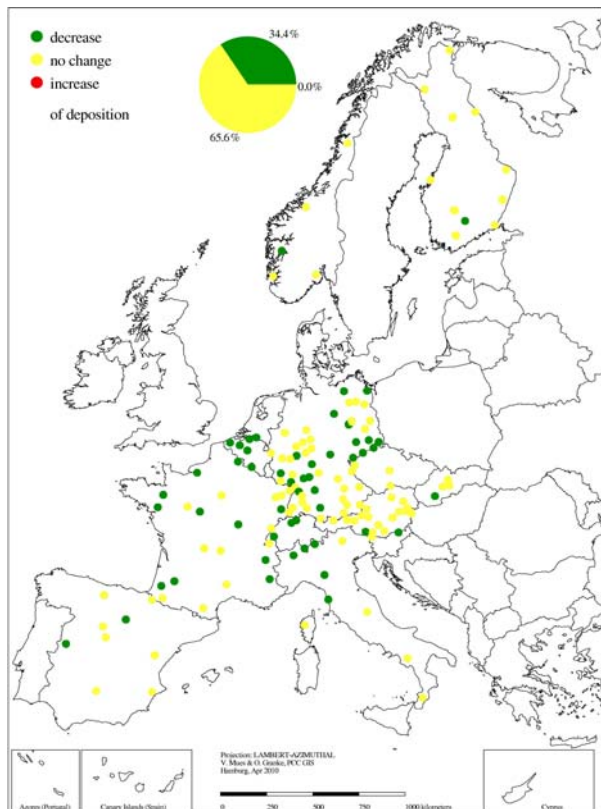 decrease
no change
increase
of deposition
34.4%
0.0%
65.6%
Projection: LAMBERT-AZIMUTHAL
V. Mues & O. Granke, PCC GIS
Hamburg, Apr 2010
0 250 500 750 1000 kilometers
Azores (Portugal)
Canary Islands (Spain)
Cyprus